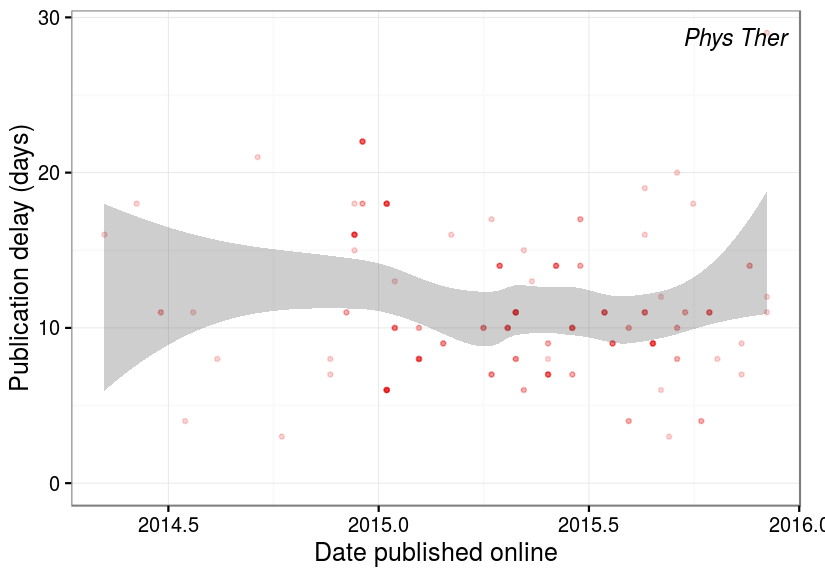 Phys Ther
Publication delay (days)
30
20
10
0
2014.5 2015.0 2015.5 2016.0
Date published online